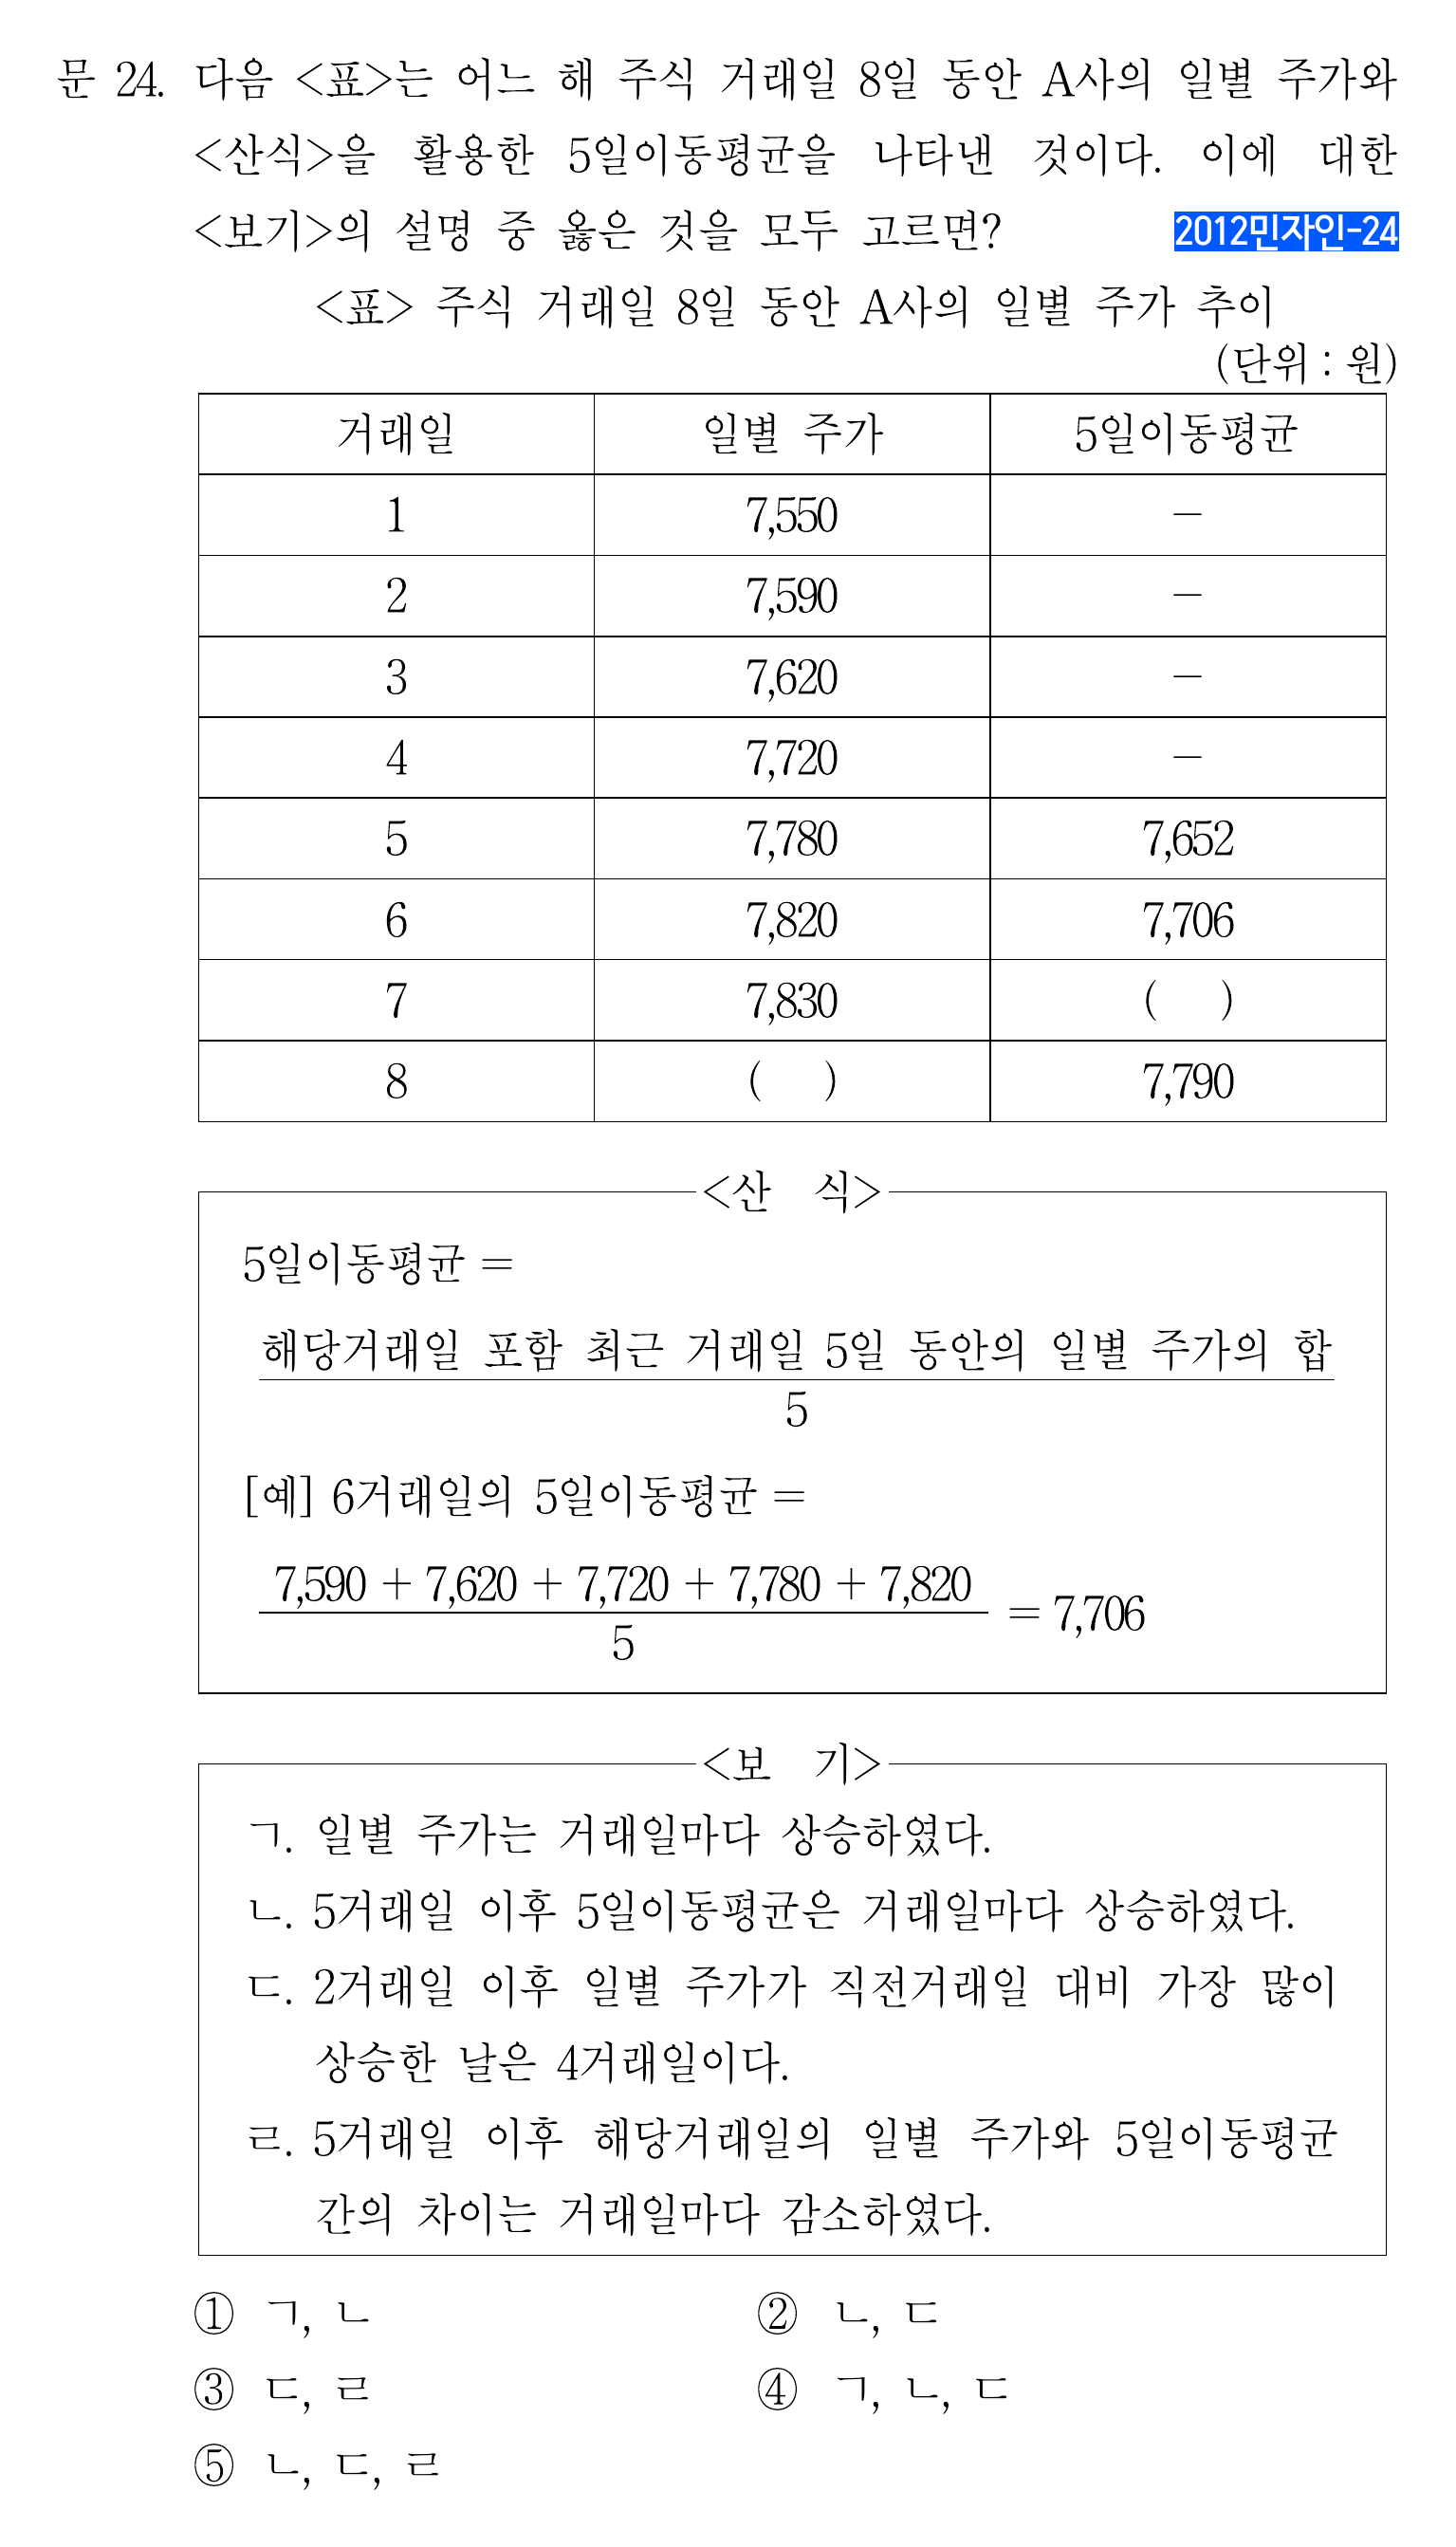 문 24. 다음 <표>는 어느 해 주식 거래일 8일 동안 A사의 일별 주가와
<산식>을 활용한 5일이동평균을 나타낸 것이다. 이에 대한
<보기>의 설명 중 옳은 것을 모두 고르면? 2012민자인-24
<표> 주식 거래일 8일 동안 A사의 일별 주가 추이
(단위 : 원)
거래일 일별 주가 5일이동평균
1 7,550 -
2 7,590 -
3 7,620 -
4 7,720 -
5 7,780 7,652
6 7,820 7,706
7 7,830 ( )
8 ( ) 7,790
<산 식>
5일이동평균 =
해당거래일 포함 최근 거래일 5일 동안의 일별 주가의 합
5
[예] 6거래일의 5일이동평균 =
7,590 + 7,620 + 7,720 + 7,780 + 7,820
= 7,706
5
<보 기>
ㄱ. 일별 주가는 거래일마다 상승하였다.
ㄴ. 5거래일 이후 5일이동평균은 거래일마다 상승하였다.
ㄷ. 2거래일 이후 일별 주가가 직전거래일 대비 가장 많이
상승한 날은 4거래일이다.
ㄹ. 5거래일 이후 해당거래일의 일별 주가와 5일이동평균
간의 차이는 거래일마다 감소하였다.
① ㄱ, ㄴ ② ㄴ, ㄷ
③ ㄷ, ㄹ ④ ㄱ, ㄴ, ㄷ
⑤ ㄴ, ㄷ, ㄹ